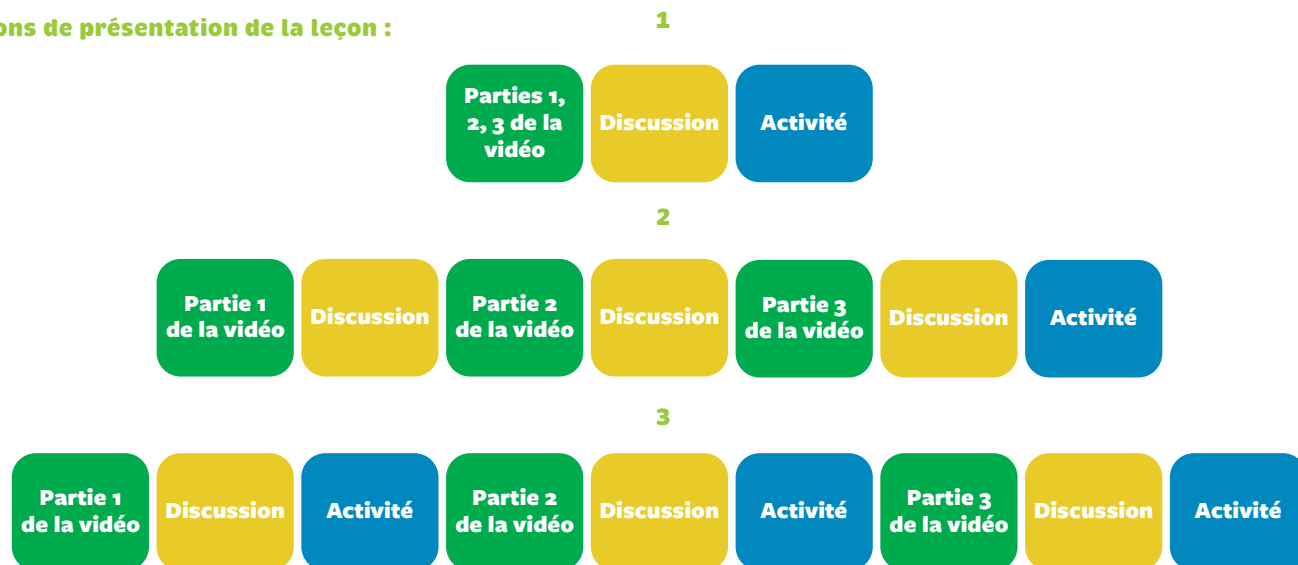 ons de présentation de la leçon :
1
Parties 1,
2, 3 de la
vidéo
Discussion
Activité
2
Partie 1
de la vidéo
Discussion
Partie 2
de la vidéo
Discussion
Partie 3
de la vidéo
Discussion
Activité
3
Partie 1
de la vidéo
Discussion
Activité
Partie 2
de la vidéo
Discussion
Activité
Partie 3
de la vidéo
Discussion
Activité